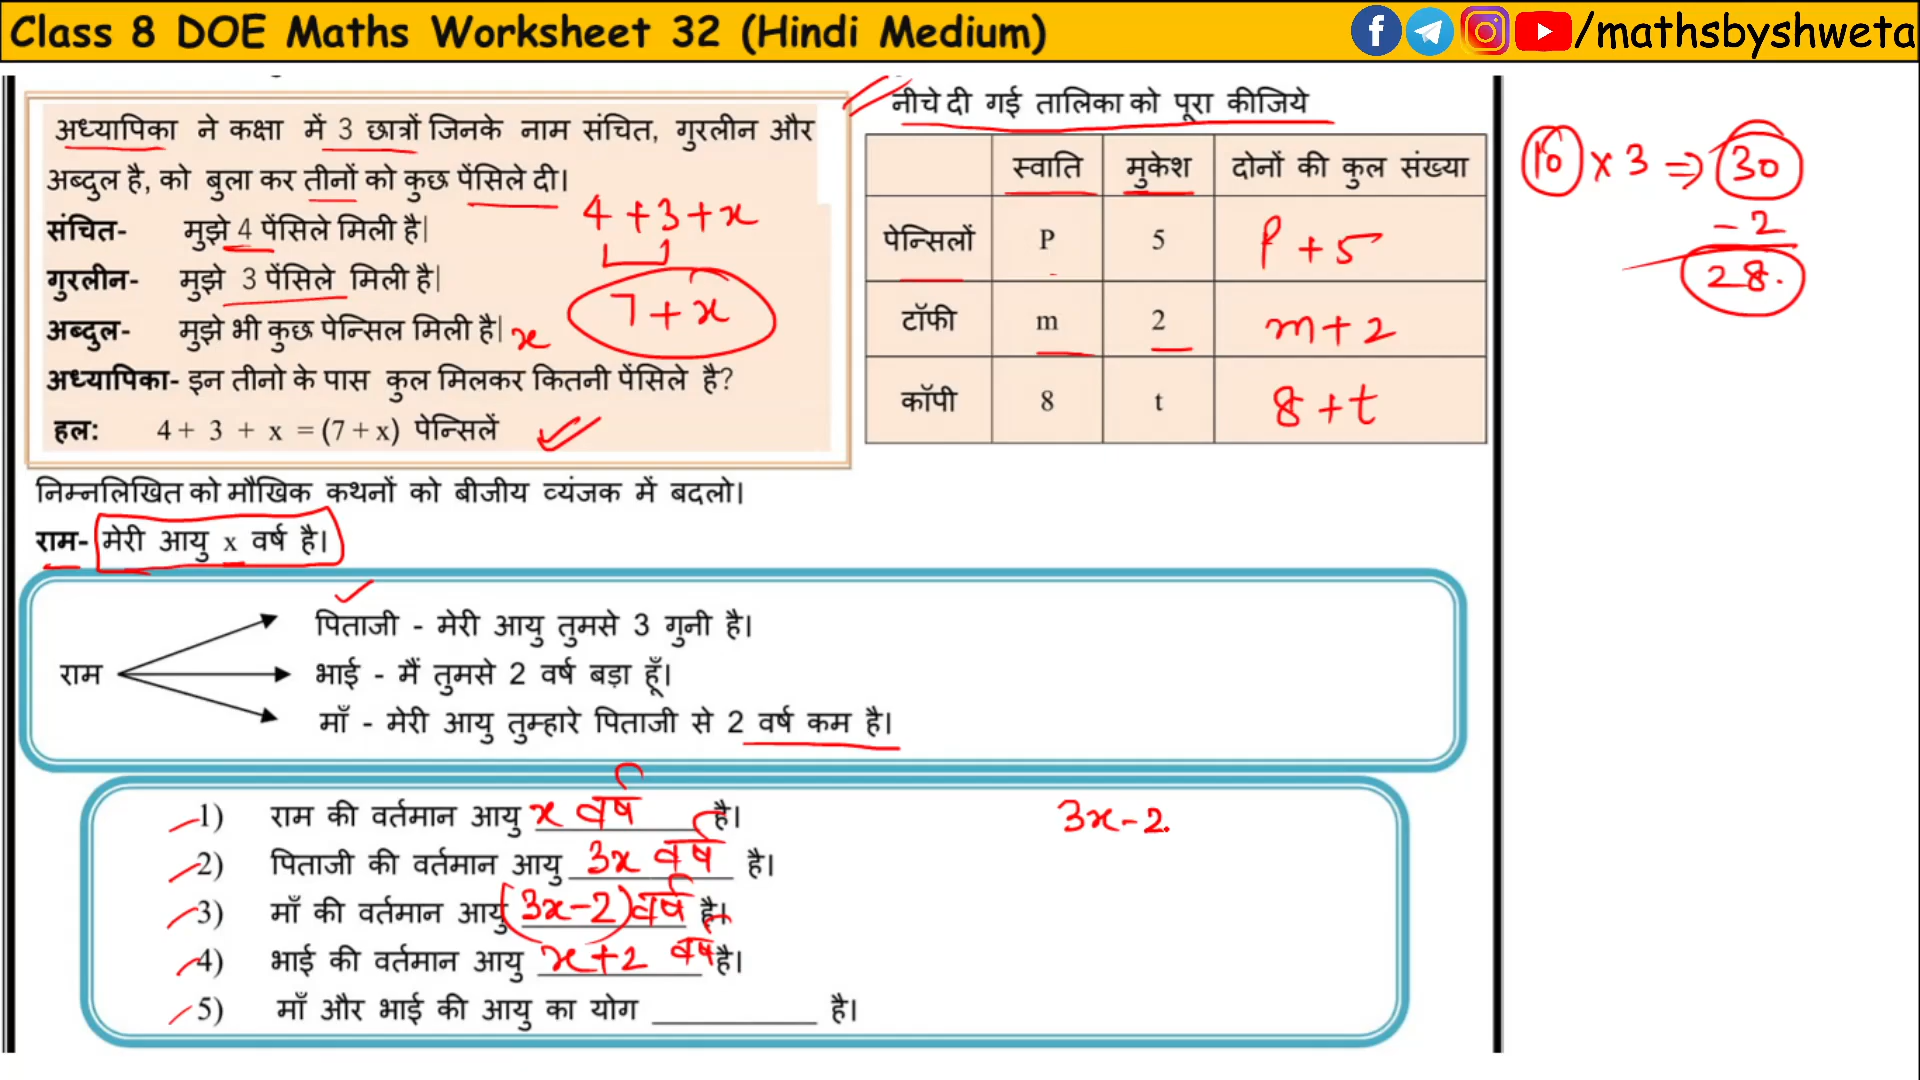 Class 8 DOE Maths Worksheet 32 (Hindi Medium)
/mathsbyshweta
अध्यापिका ने कक्षा में 3 छात्रों जिनके नाम संचित, गुरलीन और
अब्दुल है, को बुला कर तीनों को कुछ पेंसिले दी।
संचित- मुझे 4 पेंसिले मिली है|
4 + 3 + x
गुरलीन- मुझे 3 पेंसिले मिली है|
7 + x
अब्दुल- मुझे भी कुछ पेन्सिल मिली है| x
अध्यापिका- इन तीनो के पास कुल मिलकर कितनी पेंसिले है?
हल: 4 + 3 + x = (7 + x) पेन्सिलें
नीचे दी गई तालिका को पूरा कीजिये
स्वाति मुकेश दोनों की कुल संख्या
पेन्सिलों P 5 P + 5
टॉफी m 2 m + 2
कॉपी 8 t 8 + t
10 × 3 ⇒ 30
- 2
28.
निम्नलिखित को मौखिक कथनों को बीजीय व्यंजक में बदलो।
राम- मेरी आयु x वर्ष है।
पिताजी - मेरी आयु तुमसे 3 गुनी है।
राम भाई - मैं तुमसे 2 वर्ष बड़ा हूँ।
माँ - मेरी आयु तुम्हारे पिताजी से 2 वर्ष कम है।
1) राम की वर्तमान आयु x वर्ष है।
3x - 2.
2) पिताजी की वर्तमान आयु 3x वर्ष है।
3) माँ की वर्तमान आयु (3x - 2) वर्ष है।
4) भाई की वर्तमान आयु x + 2 वर्ष है।
5) माँ और भाई की आयु का योग ____________ है।